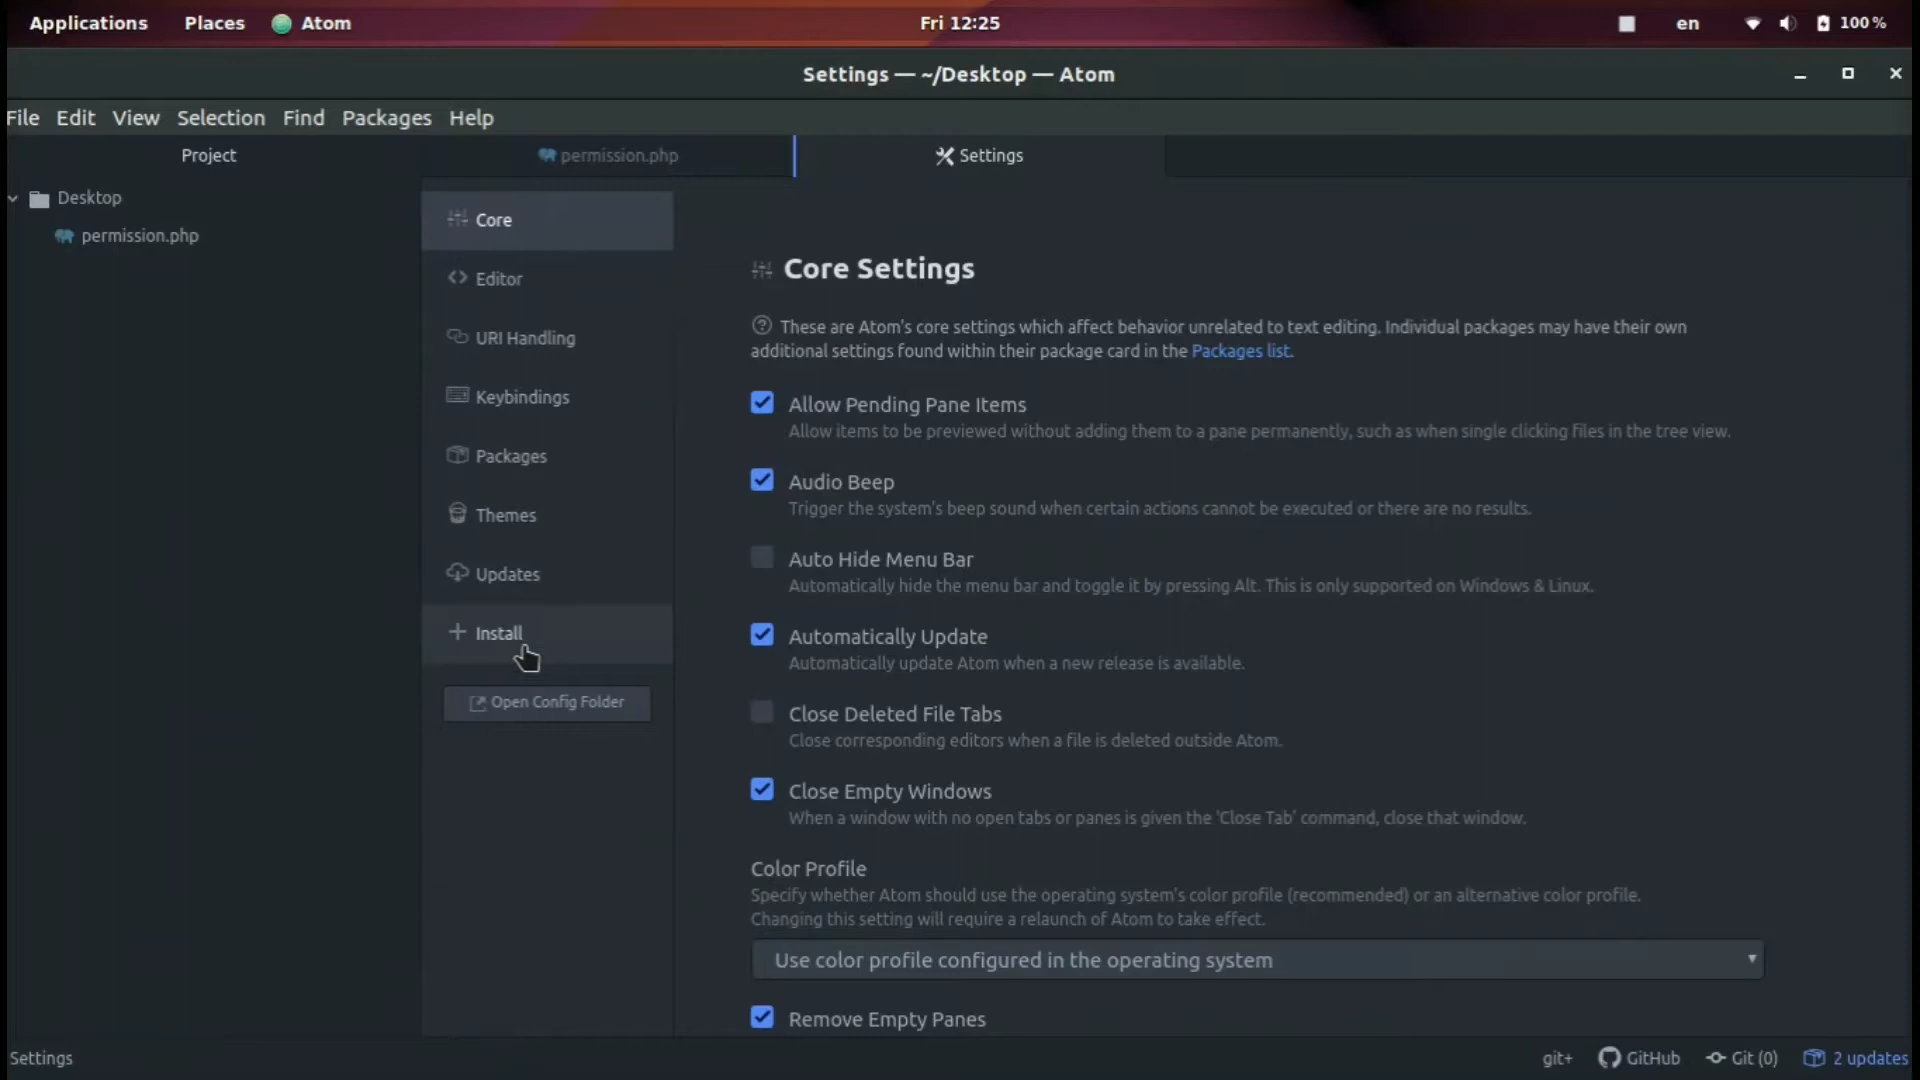 Applications Places Atom Fri 12:25 en 100 %
Settings — ~/Desktop — Atom
File Edit View Selection Find Packages Help
Project permission.php Settings
Desktop
permission.php
Core
Editor
URI Handling
Keybindings
Packages
Themes
Updates
Install
Open Config Folder
Core Settings
These are Atom's core settings which affect behavior unrelated to text editing. Individual packages may have their own
additional settings found within their package card in the Packages list.
Allow Pending Pane Items
Allow items to be previewed without adding them to a pane permanently, such as when single clicking files in the tree view.
Audio Beep
Trigger the system's beep sound when certain actions cannot be executed or there are no results.
Auto Hide Menu Bar
Automatically hide the menu bar and toggle it by pressing Alt. This is only supported on Windows & Linux.
Automatically Update
Automatically update Atom when a new release is available.
Close Deleted File Tabs
Close corresponding editors when a file is deleted outside Atom.
Close Empty Windows
When a window with no open tabs or panes is given the 'Close Tab' command, close that window.
Color Profile
Specify whether Atom should use the operating system's color profile (recommended) or an alternative color profile.
Changing this setting will require a relaunch of Atom to take effect.
Use color profile configured in the operating system
Remove Empty Panes
Settings git+ GitHub Git (0) 2 updates